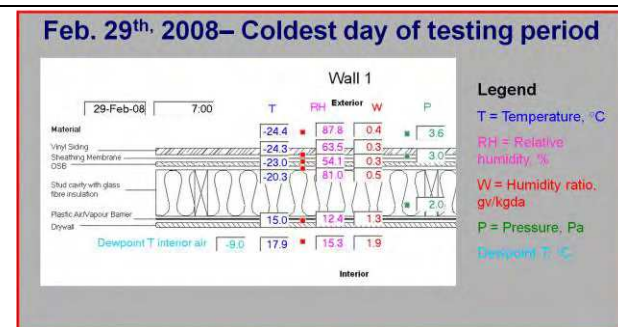 Feb. 29th, 2008– Coldest day of testing period
Wall 1
29-Feb-08 7:00 T RH Exterior W P
Material
-24.4 87.8 0.4 3.6
Vinyl Siding -24.3 63.5 0.3
Sheathing Membrane -23.0 54.1 0.3 3.0
OSB
-20.3 81.0 0.5
Stud cavity with glass
fibre insulation
2.0
Plastic Air/Vapour Barrier 15.0 12.4 1.3
Drywall
Dewpoint T interior air -9.0 17.9 15.3 1.9
Interior
Legend
T = Temperature, °C
RH = Relative
humidity, %
W = Humidity ratio,
gv/kgda
P = Pressure, Pa
Dewpoint T, °C